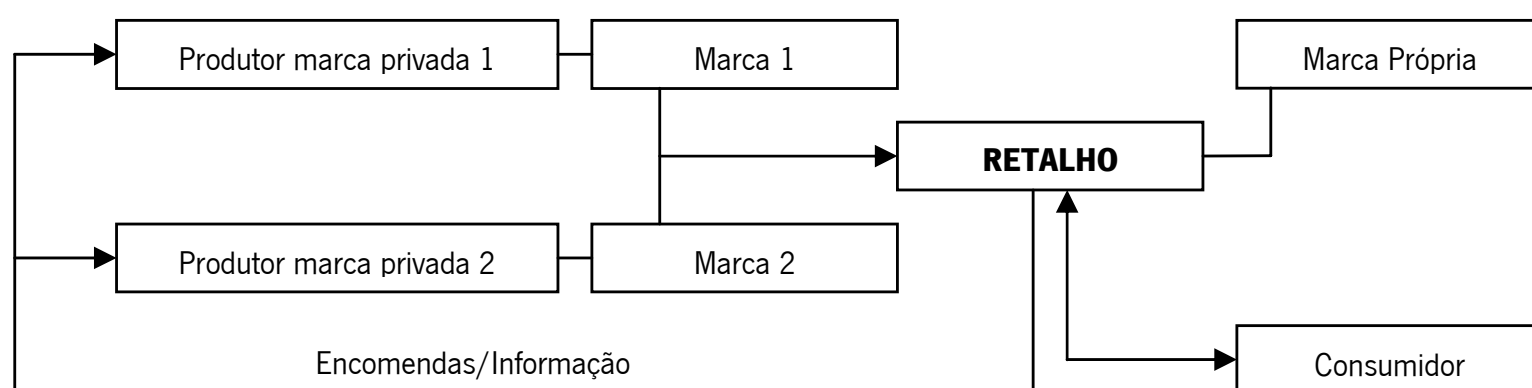 Produtor marca privada 1
Marca 1
Marca Própria
RETALHO
Produtor marca privada 2
Marca 2
Encomendas/Informação
Consumidor